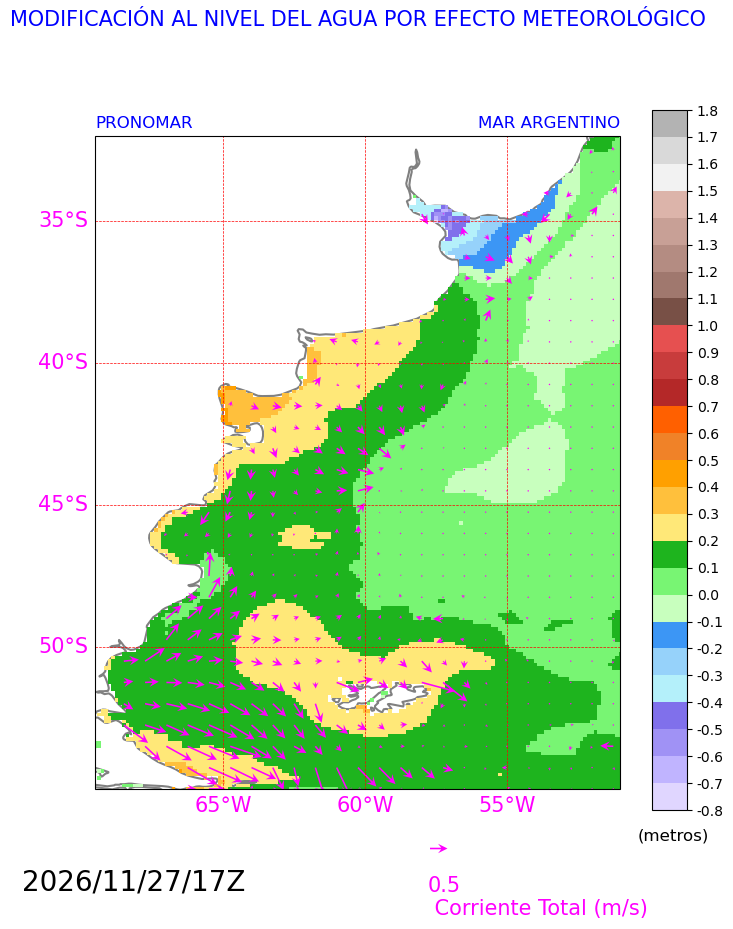 MODIFICACIÓN AL NIVEL DEL AGUA POR EFECTO METEOROLÓGICO
PRONOMAR
MAR ARGENTINO
35°S
40°S
45°S
50°S
65°W
60°W
55°W
1.8
1.7
1.6
1.5
1.4
1.3
1.2
1.1
1.0
0.9
0.8
0.7
0.6
0.5
0.4
0.3
0.2
0.1
0.0
-0.1
-0.2
-0.3
-0.4
-0.5
-0.6
-0.7
-0.8
(metros)
2026/11/27/17Z
0.5
Corriente Total (m/s)